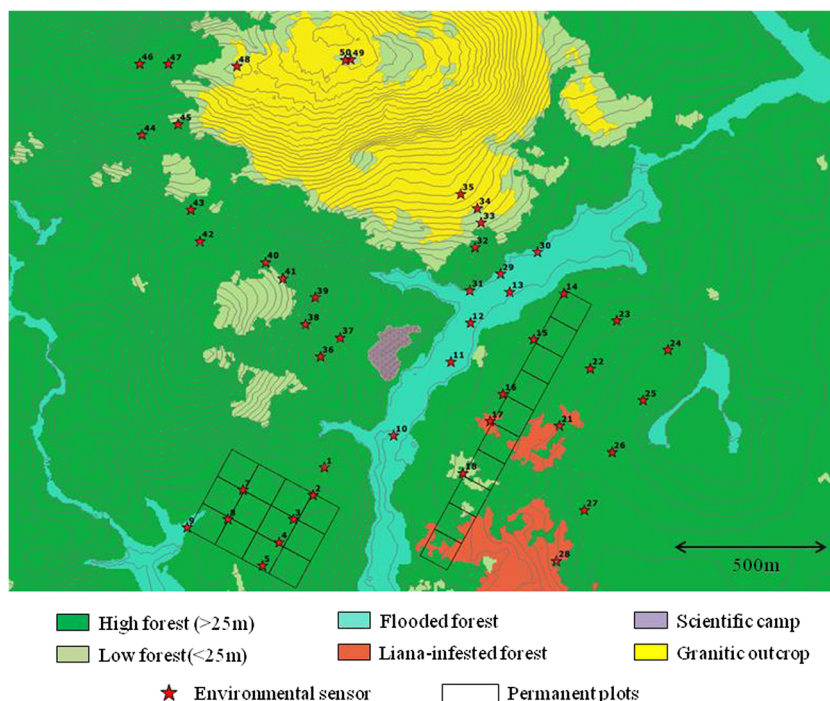 46 47 48 50 49
44 45
35
34
43 33
42 32 30
40 29
41 31 13 14
39
38 12 23
37 15
36 11 22 24
16 25
17 21
10
26
1 18
7 2
9 8 3 27
4
5 28
500m
High forest (>25m) Flooded forest Scientific camp
Low forest(<25m) Liana-infested forest Granitic outcrop
Environmental sensor Permanent plots